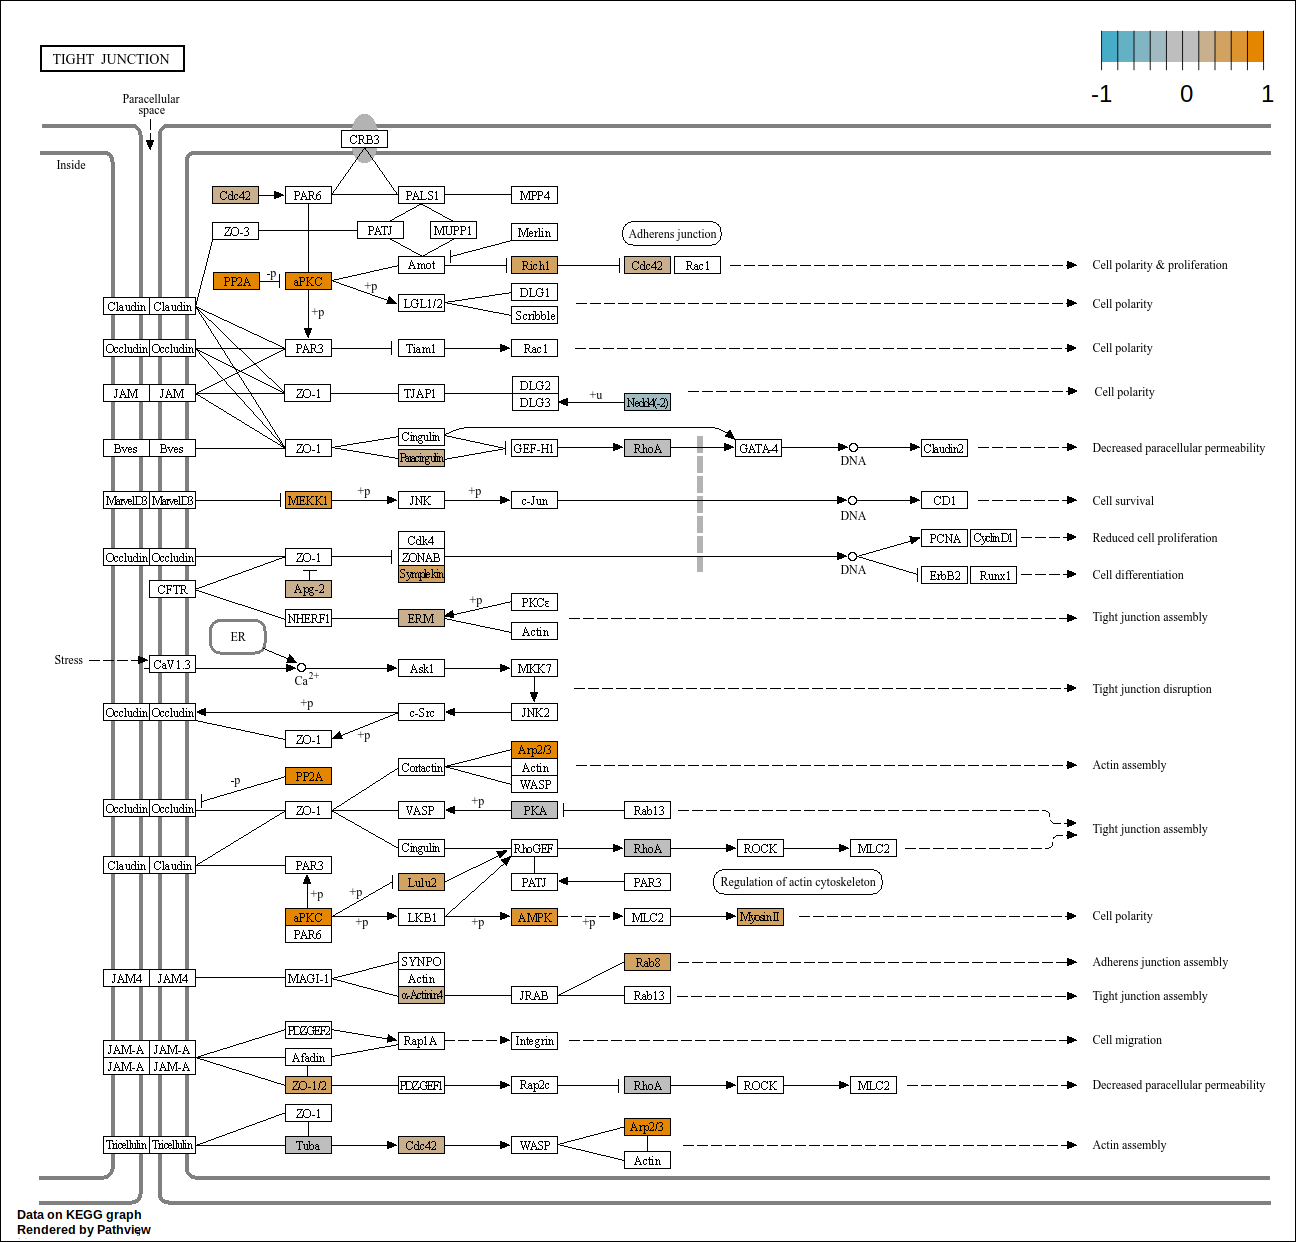 TIGHT JUNCTION
-1 0 1
Paracellular
space
Inside
CRB3
Cdc42 PAR6 PALS1 MPP4
ZO-3 PATJ MUPP1 Merlin Adherens junction
Amot Rich1 Cdc42 Rac1 Cell polarity & proliferation
PP2A -p aPKC +p
DLG1
Claudin Claudin LGL1/2 Cell polarity
+p Scribble
Occludin Occludin PAR3 Tiam1 Rac1 Cell polarity
DLG2
JAM JAM ZO-1 TJAP1 +u Cell polarity
DLG3 Nedd4(-2)
Cingulin
Bves Bves ZO-1 GEF-H1 RhoA GATA-4 Claudin2 Decreased paracellular permeability
Paracingulin DNA
MarvelD3 MarvelD3 MEKK1 +p JNK +p c-Jun CD1 Cell survival
DNA
Cdk4 PCNA CyclinD1 Reduced cell proliferation
Occludin Occludin ZO-1 ZONAB
Symplekin DNA ErbB2 Runx1 Cell differentiation
CFTR Apg-2
+p PKCε
NHERF1 ERM Tight junction assembly
Actin
ER
Stress CaV1.3 Ask1 MKK7
Ca2+
Tight junction disruption
Occludin Occludin +p c-Src JNK2
ZO-1 +p
Arp2/3
Cortactin Actin Actin assembly
PP2A WASP
-p
Occludin Occludin ZO-1 VASP +p PKA Rab13
Tight junction assembly
Cingulin RhoGEF RhoA ROCK MLC2
Claudin Claudin PAR3
+p +p Lulu2 PATJ PAR3 Regulation of actin cytoskeleton
aPKC +p LKB1 +p AMPK +p MLC2 MyosinII Cell polarity
PAR6
SYNPO Rab8 Adherens junction assembly
JAM4 JAM4 MAGI-1 Actin
α-Actinin4 JRAB Rab13 Tight junction assembly
PDZGEF2
JAM-A JAM-A Rap1A Integrin Cell migration
JAM-A JAM-A Afadin
ZO-1/2 PDZGEF1 Rap2c RhoA ROCK MLC2 Decreased paracellular permeability
ZO-1
Arp2/3
Tricellulin Tricellulin Tuba Cdc42 WASP Actin assembly
Actin
Data on KEGG graph
Rendered by Pathview